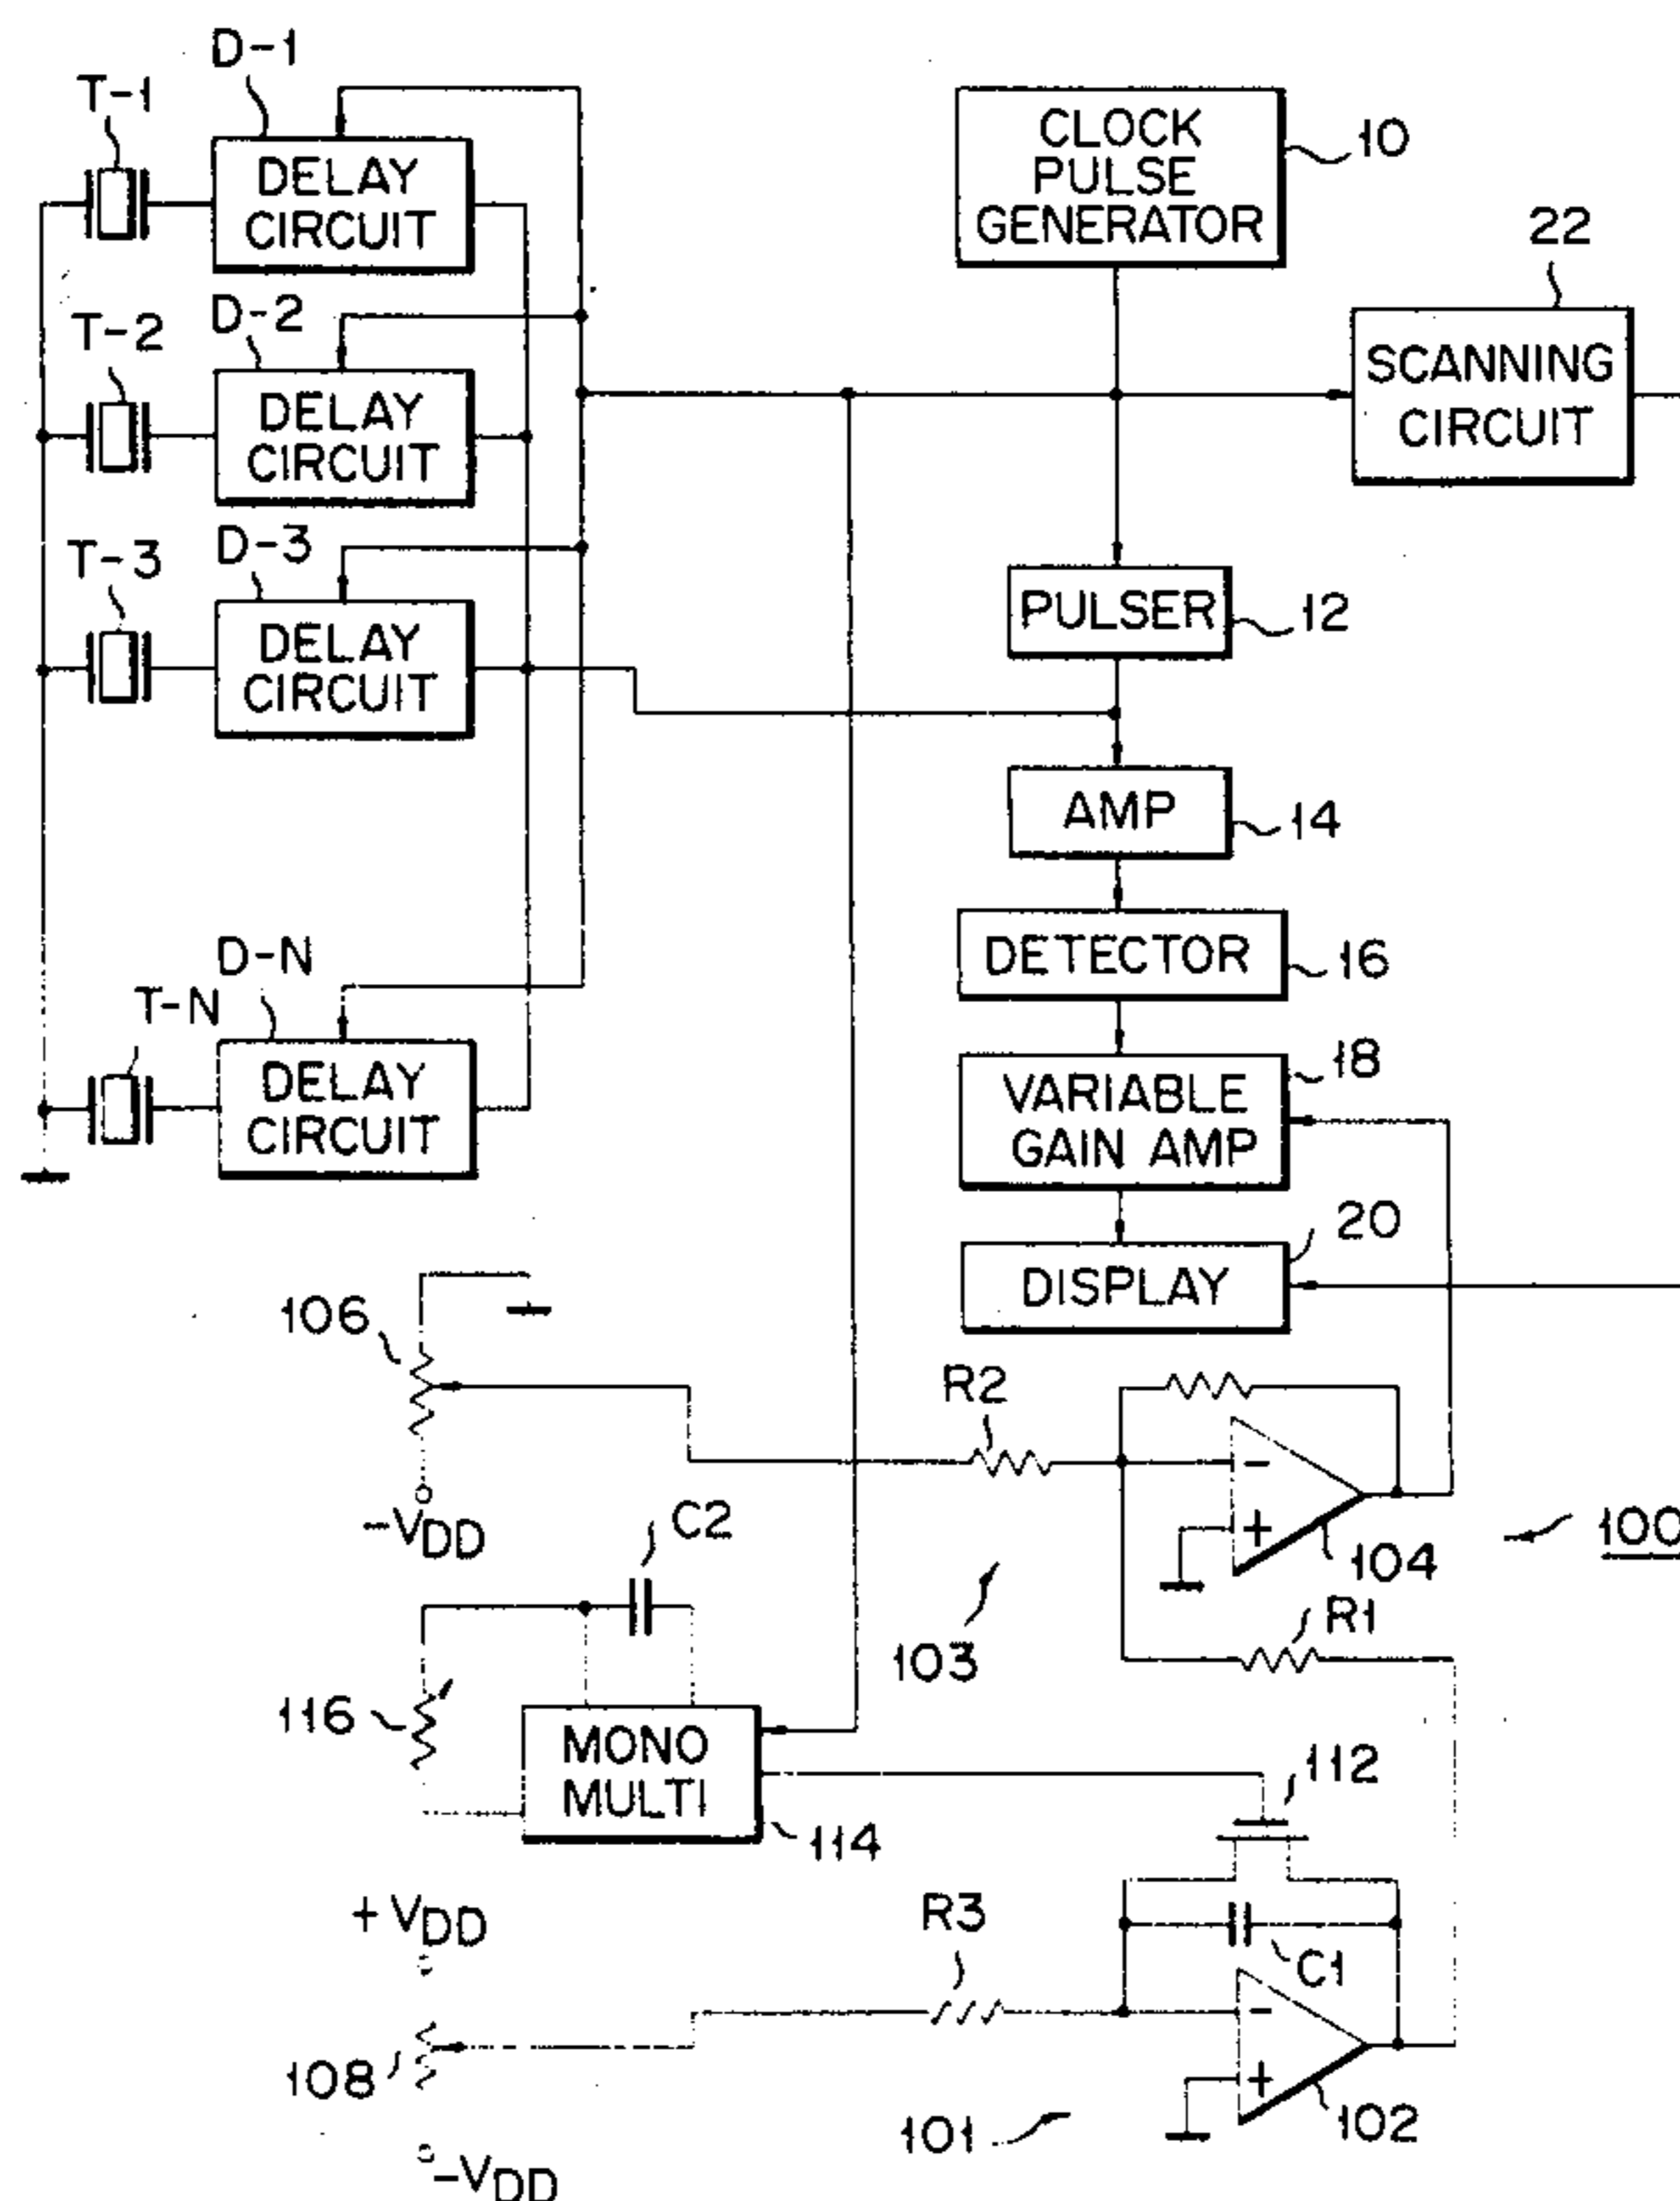 D-1
T-1
DELAY
CIRCUIT
CLOCK
PULSE
GENERATOR
10
22
SCANNING
CIRCUIT
T-2
D-2
DELAY
CIRCUIT
T-3
D-3
DELAY
CIRCUIT
PULSER
12
AMP
14
DETECTOR
16
D-N
T-N
DELAY
CIRCUIT
VARIABLE
GAIN AMP
18
20
DISPLAY
106
-VDD
R2
-
+
104
100
C2
103
R1
116
MONO
MULTI
114
112
+VDD
R3
C1
108
-
+
102
101
-VDD